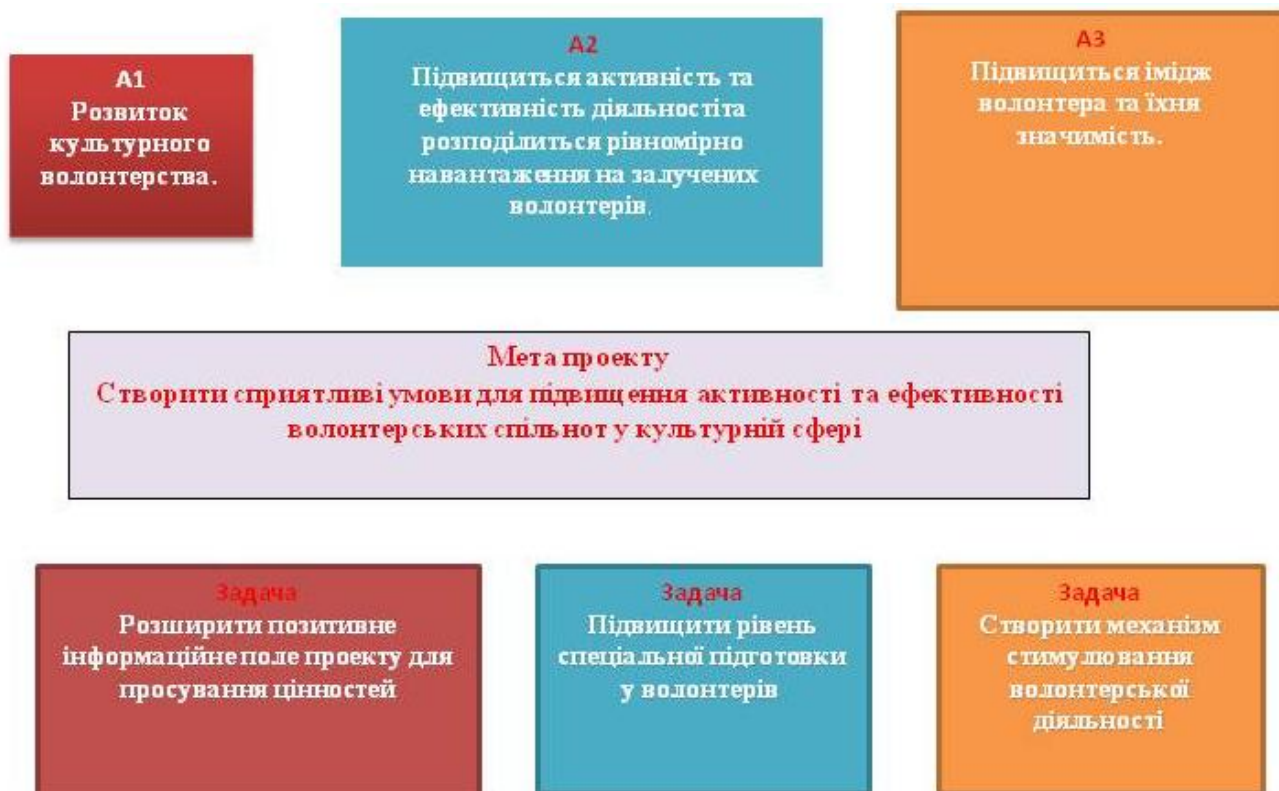 А1
Розвиток
культурного
волонтерства.
А2
Підвищиться активність та
ефективність діяльностіта
розподілиться рівномірно
навантаження на залучених
волонтерів.
А3
Підвищиться імідж
волонтера та їхня
значимість.
Мета проекту
Створити сприятливі умови для підвищення активності та ефективності
волонтерських спільнот у культурній сфері
Задача
Розширити позитивне
інформаційне поле проекту для
просування цінностей
Задача
Підвищити рівень
спеціальної підготовки
у волонтерів
Задача
Створити механізм
стимулювання
волонтерської
діяльності